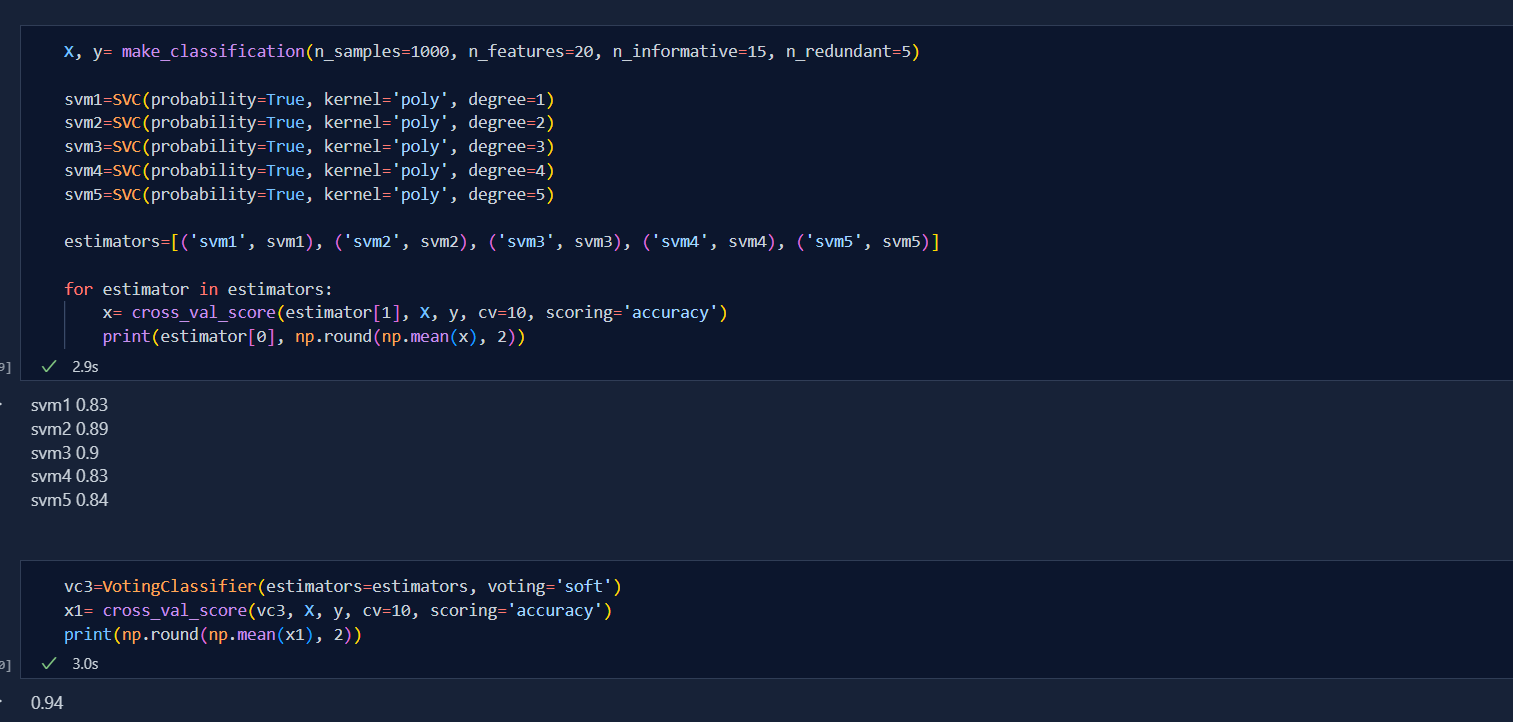 X, y= make_classification(n_samples=1000, n_features=20, n_informative=15, n_redundant=5)
svm1=SVC(probability=True, kernel='poly', degree=1)
svm2=SVC(probability=True, kernel='poly', degree=2)
svm3=SVC(probability=True, kernel='poly', degree=3)
svm4=SVC(probability=True, kernel='poly', degree=4)
svm5=SVC(probability=True, kernel='poly', degree=5)
estimators=[('svm1', svm1), ('svm2', svm2), ('svm3', svm3), ('svm4', svm4), ('svm5', svm5)]
for estimator in estimators:
    x= cross_val_score(estimator[1], X, y, cv=10, scoring='accuracy')
    print(estimator[0], np.round(np.mean(x), 2))
9] ✓ 2.9s
svm1 0.83
svm2 0.89
svm3 0.9
svm4 0.83
svm5 0.84
vc3=VotingClassifier(estimators=estimators, voting='soft')
x1= cross_val_score(vc3, X, y, cv=10, scoring='accuracy')
print(np.round(np.mean(x1), 2))
0] ✓ 3.0s
0.94